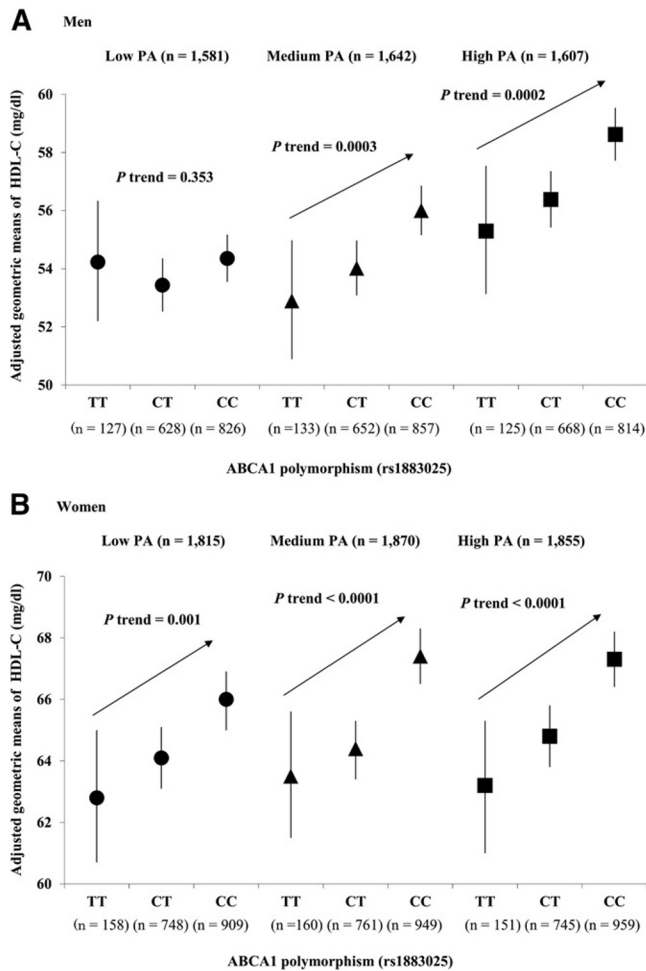 A Men
Low PA (n = 1,581) Medium PA (n = 1,642) High PA (n = 1,607)
Adjusted geometric means of HDL-C (mg/dl)
60
58
56
54
52
50
P trend = 0.353
P trend = 0.0003
P trend = 0.0002
TT CT CC TT CT CC TT CT CC
(n = 127) (n = 628) (n = 826) (n =133) (n = 652) (n = 857) (n = 125) (n = 668) (n = 814)
ABCA1 polymorphism (rs1883025)
B Women
Low PA (n = 1,815) Medium PA (n = 1,870) High PA (n = 1,855)
Adjusted geometric means of HDL-C (mg/dl)
70
68
66
64
62
60
P trend = 0.001
P trend < 0.0001
P trend < 0.0001
TT CT CC TT CT CC TT CT CC
(n = 158) (n = 748) (n = 909) (n =160) (n = 761) (n = 949) (n = 151) (n = 745) (n = 959)
ABCA1 polymorphism (rs1883025)